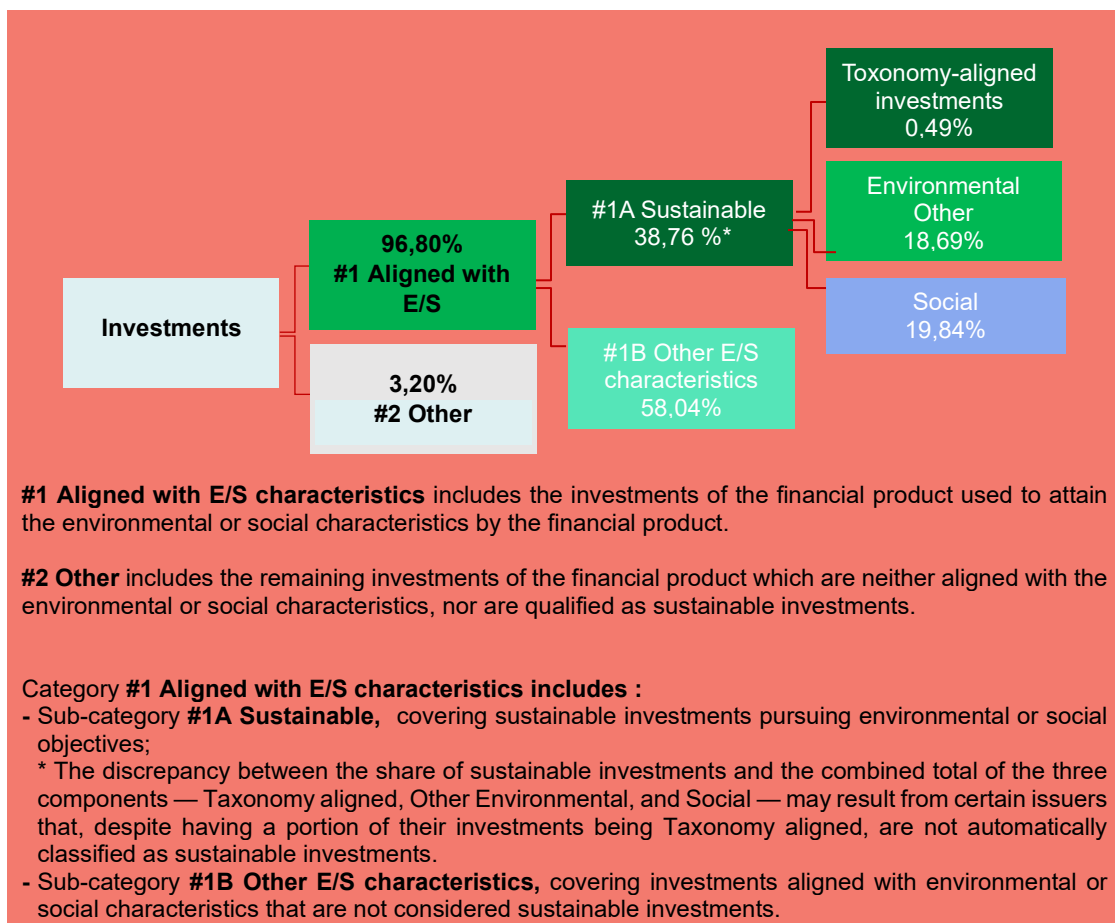 Toxonomy-aligned
investments
0,49%
Environmental
Other
18,69%
#1A Sustainable
38,76 %*
96,80%
#1 Aligned with
E/S
Investments
Social
19,84%
#1B Other E/S
characteristics
58,04%
3,20%
#2 Other
#1 Aligned with E/S characteristics includes the investments of the financial product used to attain
the environmental or social characteristics by the financial product.
#2 Other includes the remaining investments of the financial product which are neither aligned with the
environmental or social characteristics, nor are qualified as sustainable investments.
Category #1 Aligned with E/S characteristics includes :
- Sub-category #1A Sustainable, covering sustainable investments pursuing environmental or social
objectives;
* The discrepancy between the share of sustainable investments and the combined total of the three
components — Taxonomy aligned, Other Environmental, and Social — may result from certain issuers
that, despite having a portion of their investments being Taxonomy aligned, are not automatically
classified as sustainable investments.
- Sub-category #1B Other E/S characteristics, covering investments aligned with environmental or
social characteristics that are not considered sustainable investments.